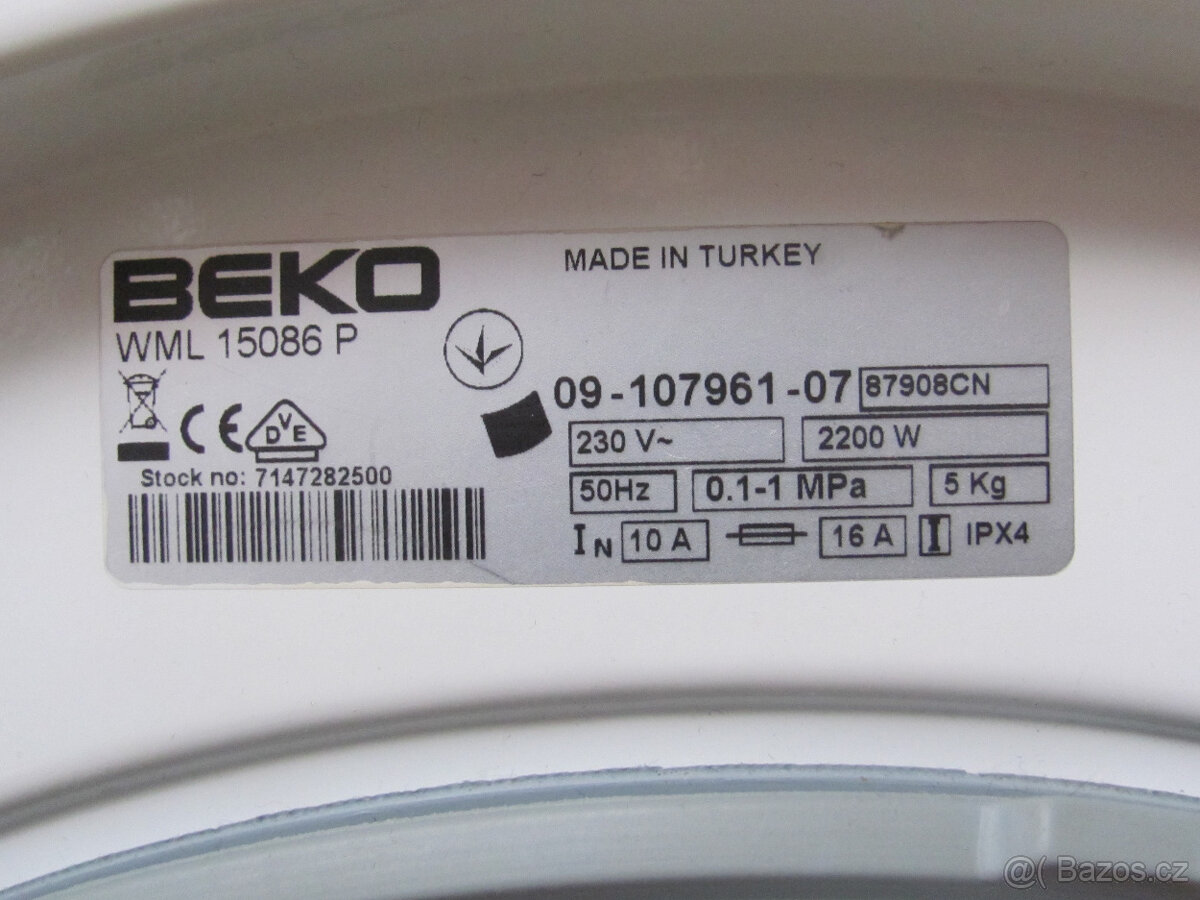 BEKO
MADE IN TURKEY
WML 15086 P
09-107961-07 87908CN
CE DVE
230 V~ 2200 W
Stock no: 7147282500
50Hz 0.1-1 MPa 5 Kg
IN 10 A 16 A I IPX4
@( Bazos.cz